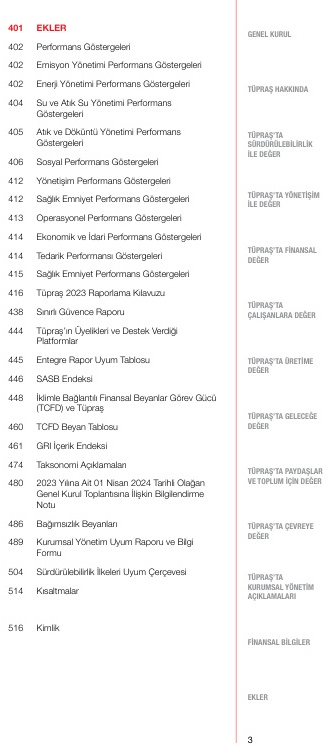 401 EKLER
402 Performans Göstergeleri
402 Emisyon Yönetimi Performans Göstergeleri
402 Enerji Yönetimi Performans Göstergeleri
404 Su ve Atık Su Yönetimi Performans
Göstergeleri
405 Atık ve Döküntü Yönetimi Performans
Göstergeleri
406 Sosyal Performans Göstergeleri
412 Yönetişim Performans Göstergeleri
412 Sağlık Emniyet Performans Göstergeleri
413 Operasyonel Performans Göstergeleri
414 Ekonomik ve İdari Performans Göstergeleri
414 Tedarik Performansı Göstergeleri
415 Sağlık Emniyet Performans Göstergeleri
416 Tüpraş 2023 Raporlama Kılavuzu
438 Sınırlı Güvence Raporu
444 Tüpraş'ın Üyelikleri ve Destek Verdiği
Platformlar
445 Entegre Rapor Uyum Tablosu
446 SASB Endeksi
448 İklimle Bağlantılı Finansal Beyanlar Görev Gücü
(TCFD) ve Tüpraş
460 TCFD Beyan Tablosu
461 GRI İçerik Endeksi
474 Taksonomi Açıklamaları
480 2023 Yılına Ait 01 Nisan 2024 Tarihli Olağan
Genel Kurul Toplantısına İlişkin Bilgilendirme
Notu
486 Bağımsızlık Beyanları
489 Kurumsal Yönetim Uyum Raporu ve Bilgi
Formu
504 Sürdürülebilirlik İlkeleri Uyum Çerçevesi
514 Kısaltmalar
516 Kimlik
GENEL KURUL
TÜPRAŞ HAKKINDA
TÜPRAŞ'TA
SÜRDÜRÜLEBİLİRLİK
İLE DEĞER
TÜPRAŞ'TA YÖNETİŞİM
İLE DEĞER
TÜPRAŞ'TA FİNANSAL
DEĞER
TÜPRAŞ'TA
ÇALIŞANLARA DEĞER
TÜPRAŞ'TA ÜRETİME
DEĞER
TÜPRAŞ'TA GELECEĞE
DEĞER
TÜPRAŞ'TA PAYDAŞLAR
VE TOPLUM İÇİN DEĞER
TÜPRAŞ'TA ÇEVREYE
DEĞER
TÜPRAŞ'TA
KURUMSAL YÖNETİM
AÇIKLAMALARI
FİNANSAL BİLGİLER
EKLER
3